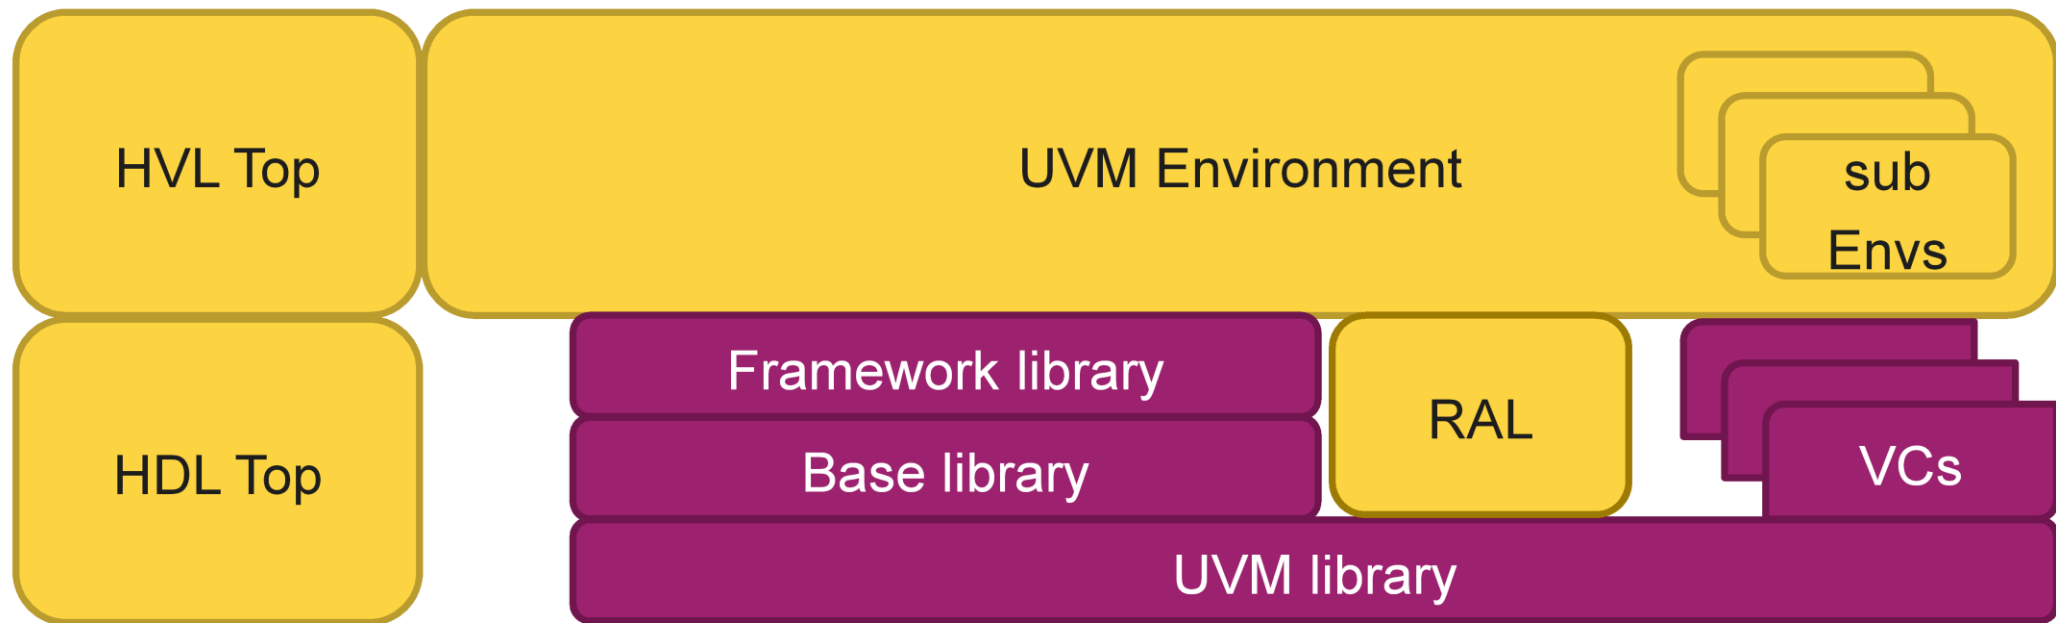 HVL Top
UVM Environment
sub
Envs
HDL Top
Framework library
Base library
RAL
VCs
UVM library